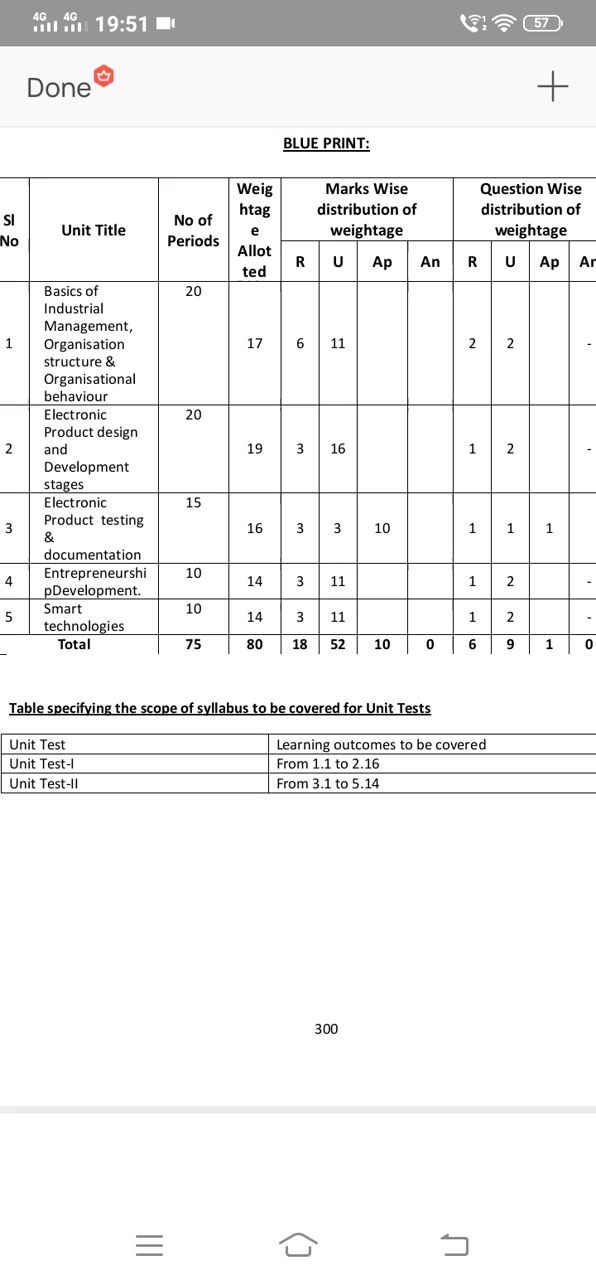 4G 4G 19:51 57
Done
BLUE PRINT:
Sl No Unit Title No of Periods Weightage Allotted Marks Wise distribution of weightage Question Wise distribution of weightage
R U Ap An R U Ap An
1 Basics of Industrial Management, Organisation structure & Organisational behaviour 20 17 6 11 2 2 -
2 Electronic Product design and Development stages 20 19 3 16 1 2 -
3 Electronic Product testing & documentation 15 16 3 3 10 1 1 1
4 EntrepreneurshipDevelopment. 10 14 3 11 1 2 -
5 Smart technologies 10 14 3 11 1 2 -
Total 75 80 18 52 10 0 6 9 1 0
Table specifying the scope of syllabus to be covered for Unit Tests
Unit Test Learning outcomes to be covered
Unit Test-I From 1.1 to 2.16
Unit Test-II From 3.1 to 5.14
300